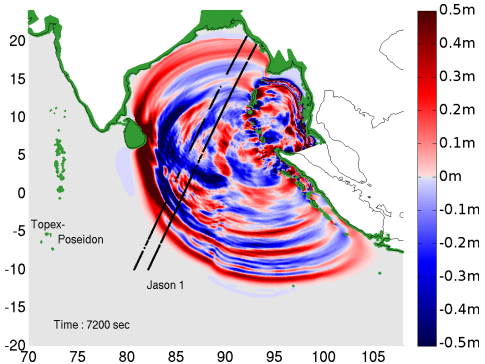 20
15
10
5
0
-5
-10
-15
-20
70
75
80
85
90
95
100
105
Topex-
Poseidon
Jason 1
Time : 7200 sec
0.5m
0.4m
0.3m
0.2m
0.1m
0m
-0.1m
-0.2m
-0.3m
-0.4m
-0.5m